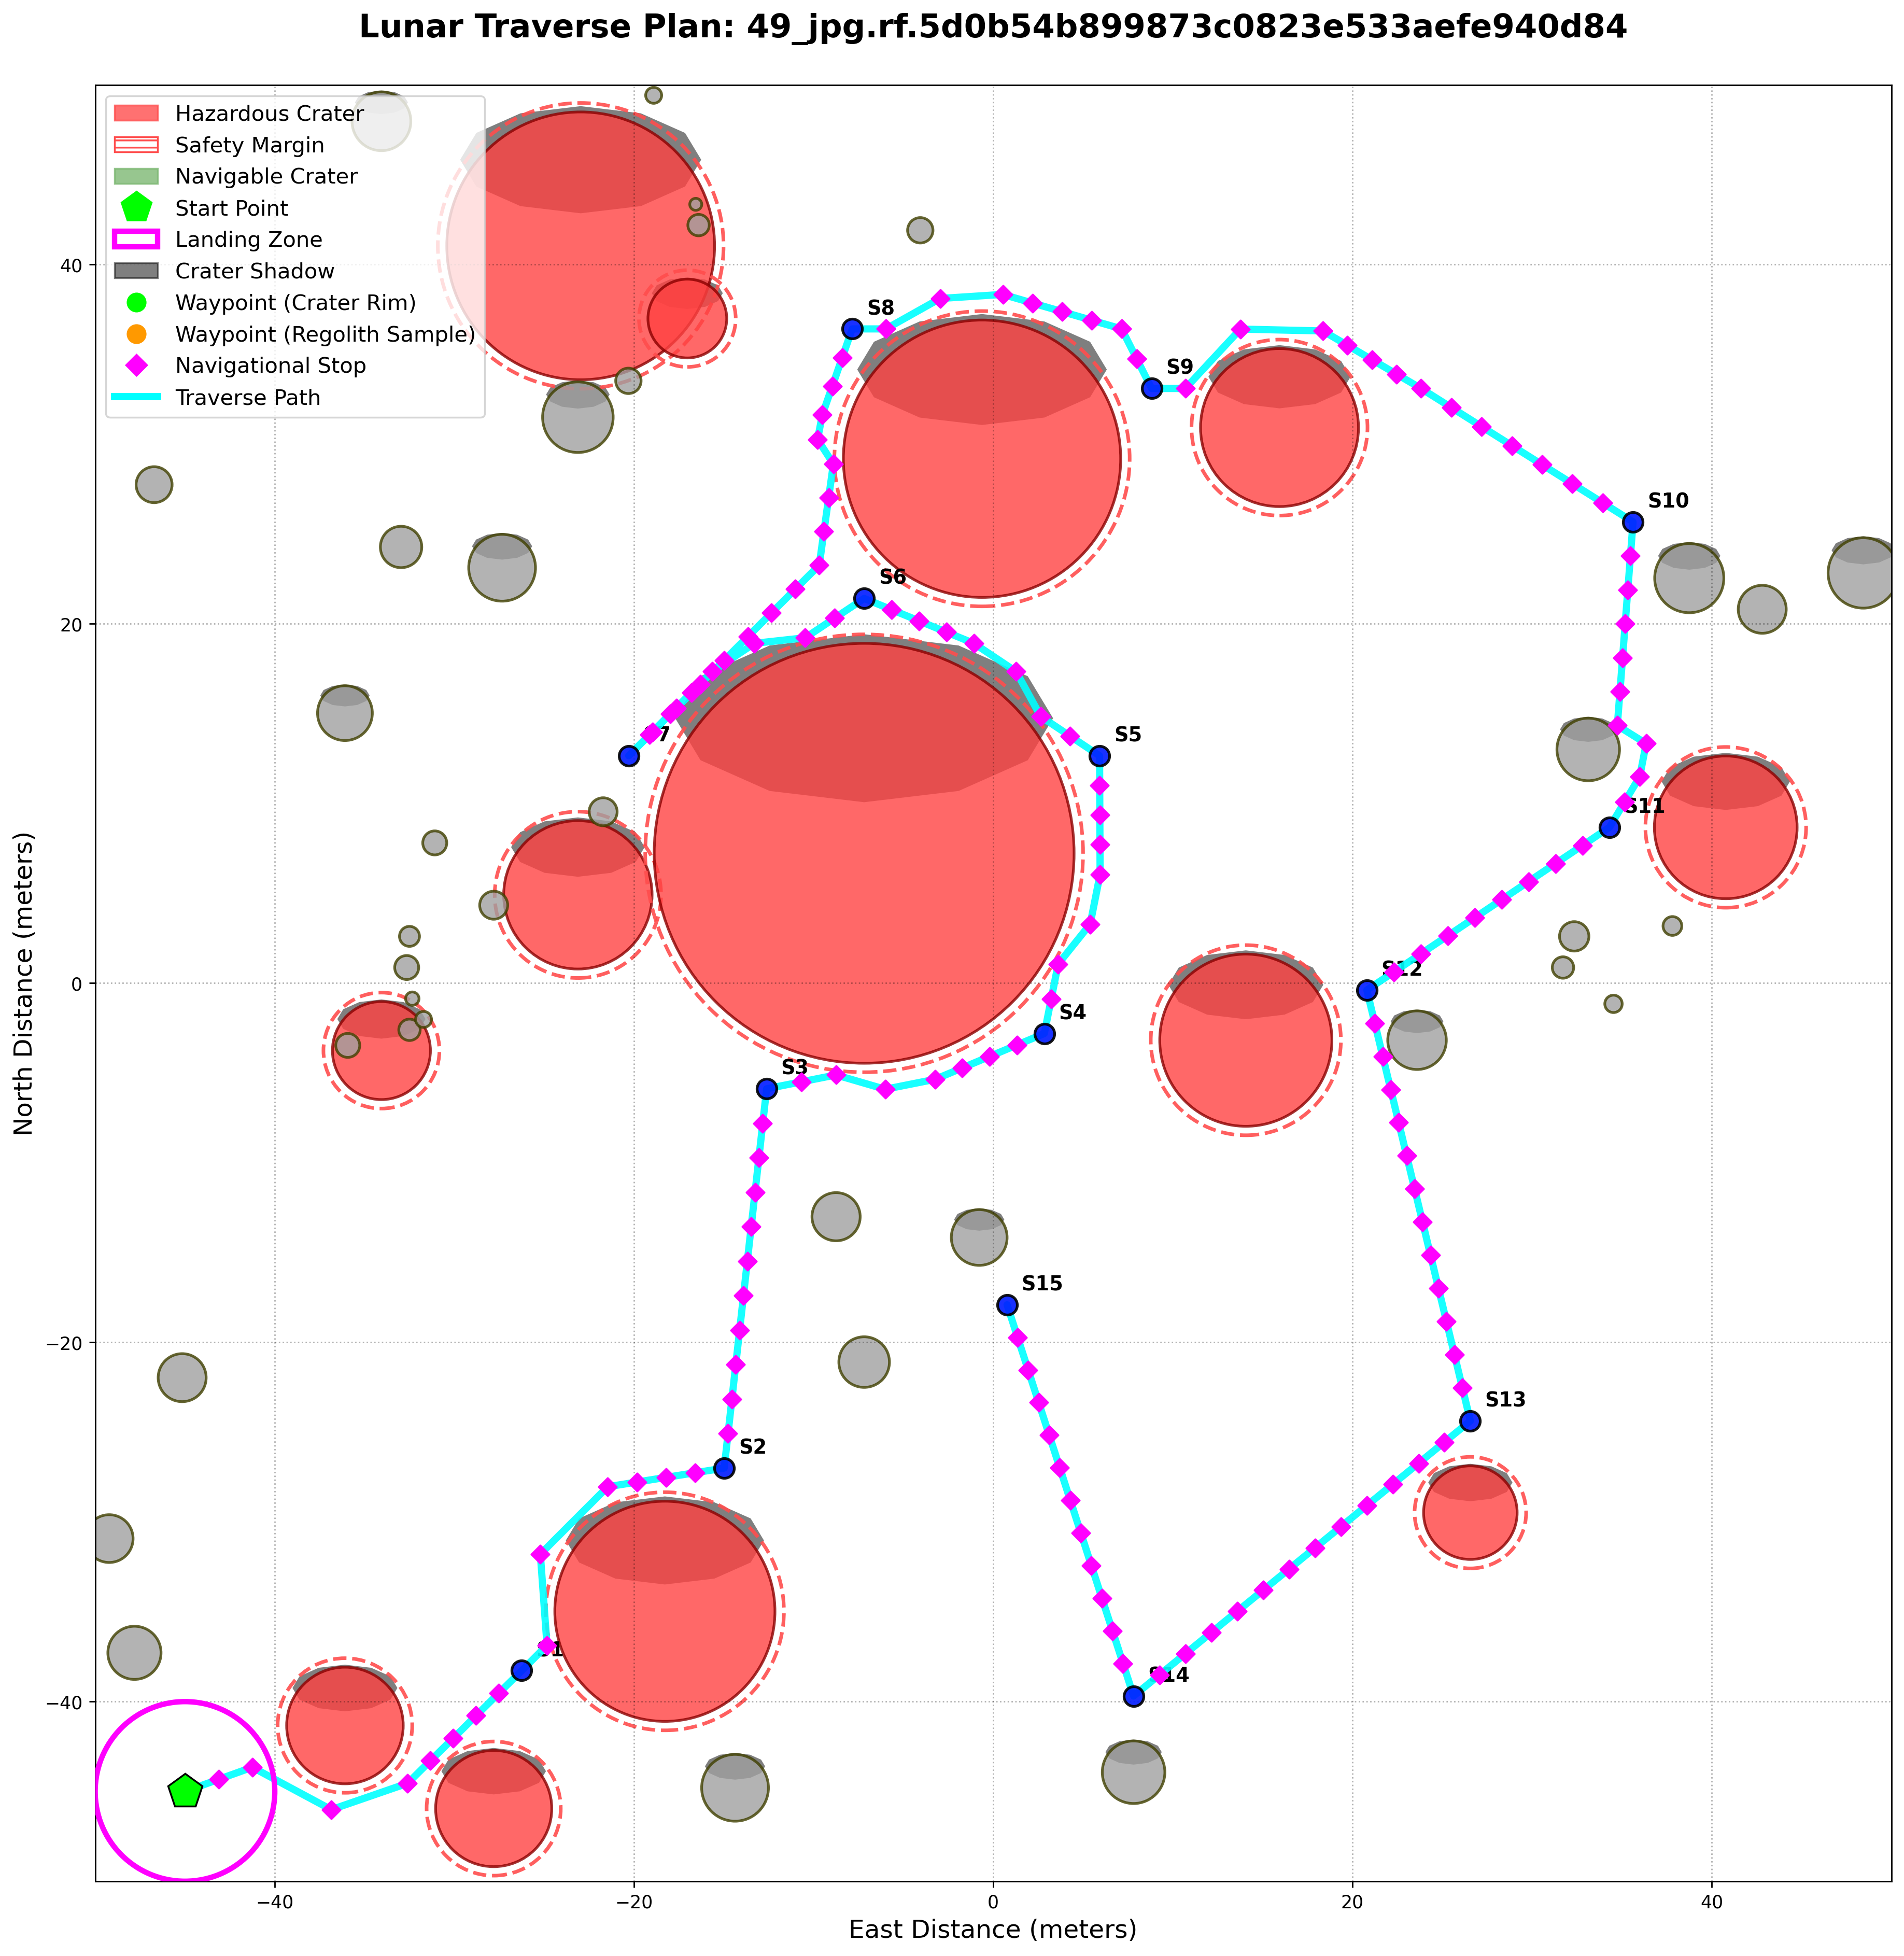 Lunar Traverse Plan: 49_jpg.rf.5d0b54b899873c0823e533aefe940d84
Hazardous Crater
Safety Margin
Navigable Crater
Start Point
Landing Zone
Crater Shadow
Waypoint (Crater Rim)
Waypoint (Regolith Sample)
Navigational Stop
Traverse Path
S8
S9
S10
S6
S7
S5
S11
S12
S4
S3
S15
S13
S2
S1
S14
40
20
0
−20
−40
−40
−20
0
20
40
North Distance (meters)
East Distance (meters)